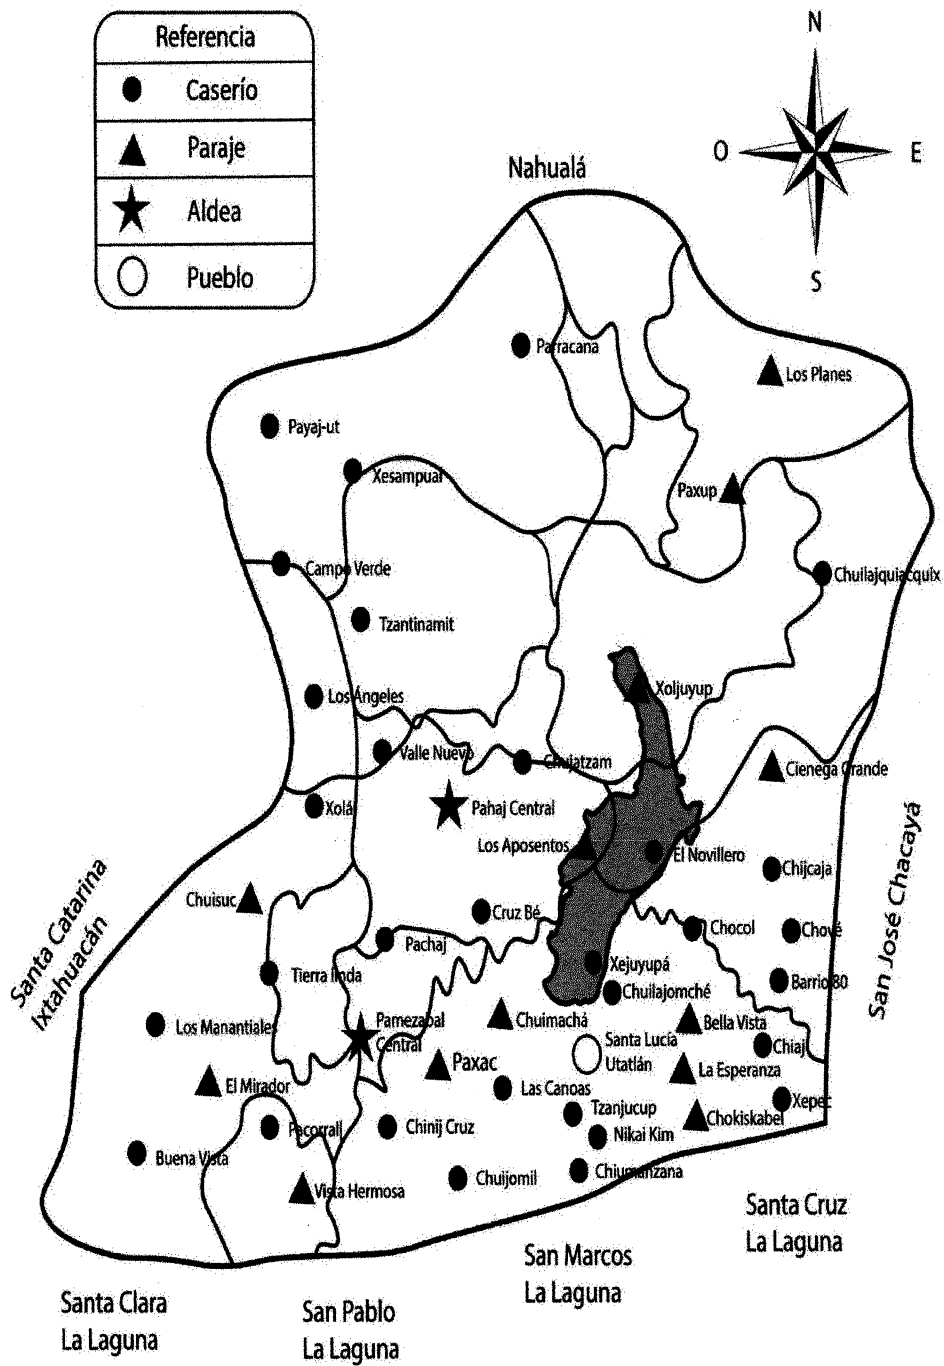 Referencia
Caserío
Paraje
Aldea
Pueblo
N
O
E
S
Nahualá
Parracana
Los Planes
Payaj-ut
Xesampual
Paxup
Campo Verde
Chuilajquiacquix
Tzantinamit
Los Ángeles
Xoljuyup
Valle Nuevo
Chujatzam
Cienega Grande
Xolá
Pahaj Central
Los Aposentos
El Novillero
Chijcaja
Chuisuc
Cruz Bé
Chocol
Chové
Pachaj
Santa Catarina
Ixtahuacán
San José Chacayá
Tierra linda
Xejuyupá
Barrio 80
Chuilajomché
Los Manantiales
Pamezabal
Central
Chuimachá
Bella Vista
Santa Lucía
Utatlán
Chiaj
Paxac
La Esperanza
El Mirador
Las Canoas
Xepec
Tzanjucup
Chokiskabel
Pacorrall
Chinij Cruz
Nikai Kim
Buena Vista
Vista Hermosa
Chuijomil
Chiumanzana
Santa Cruz
La Laguna
San Marcos
La Laguna
Santa Clara
La Laguna
San Pablo
La Laguna